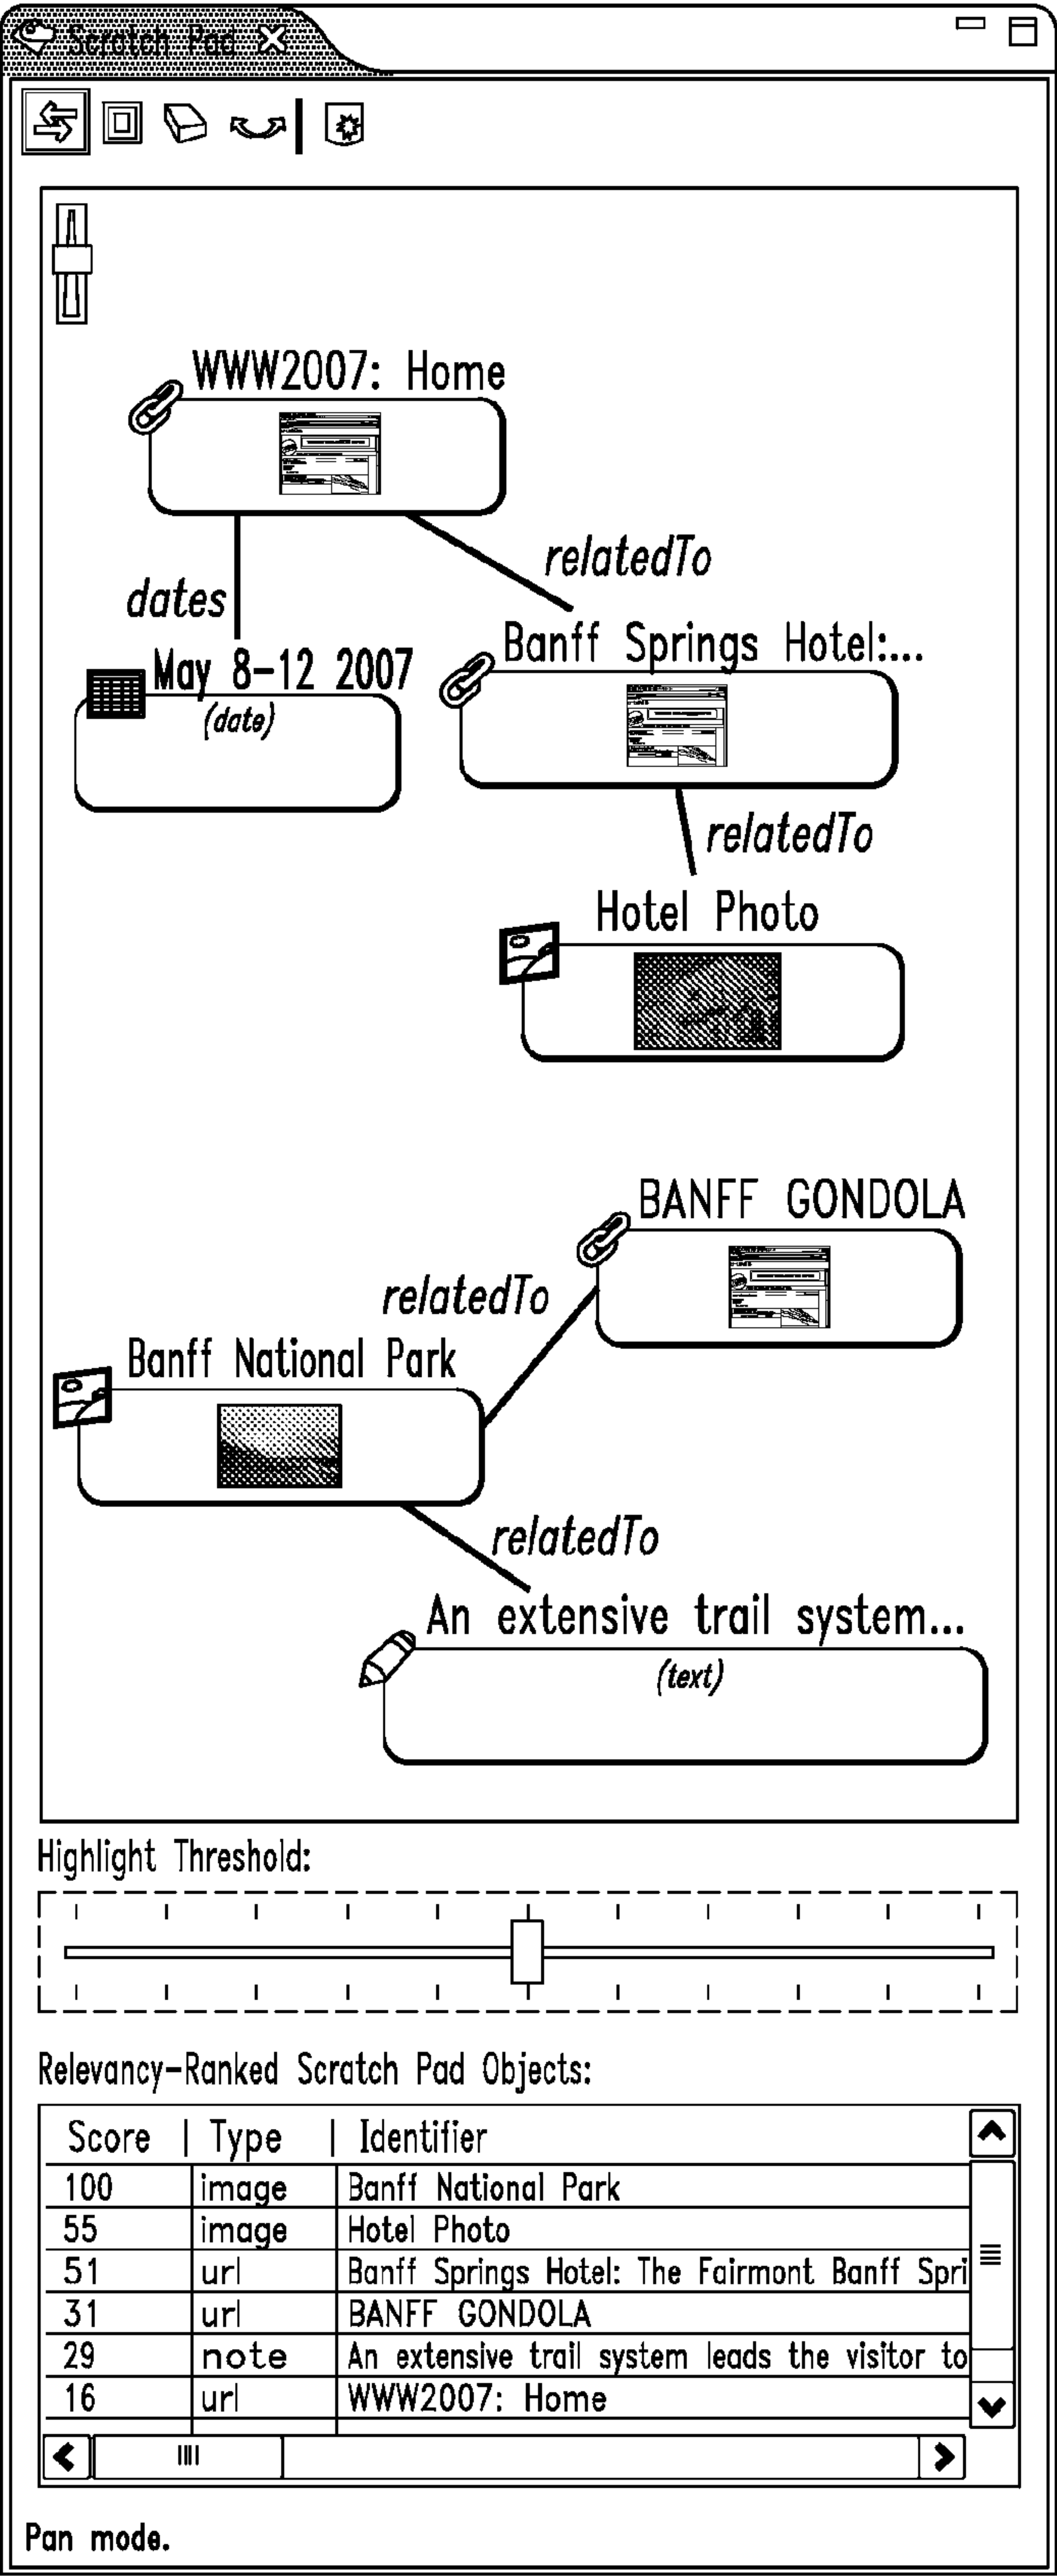 Scratch Pad
WWW2007: Home
relatedTo
dates
Banff Springs Hotel:...
May 8-12 2007
(date)
relatedTo
Hotel Photo
BANFF GONDOLA
relatedTo
Banff National Park
relatedTo
An extensive trail system...
(text)
Highlight Threshold:
Relevancy-Ranked Scratch Pad Objects:
Score | Type | Identifier
100 image Banff National Park
55 image Hotel Photo
51 url Banff Springs Hotel: The Fairmont Banff Spri
31 url BANFF GONDOLA
29 note An extensive trail system leads the visitor to
16 url WWW2007: Home
Pan mode.